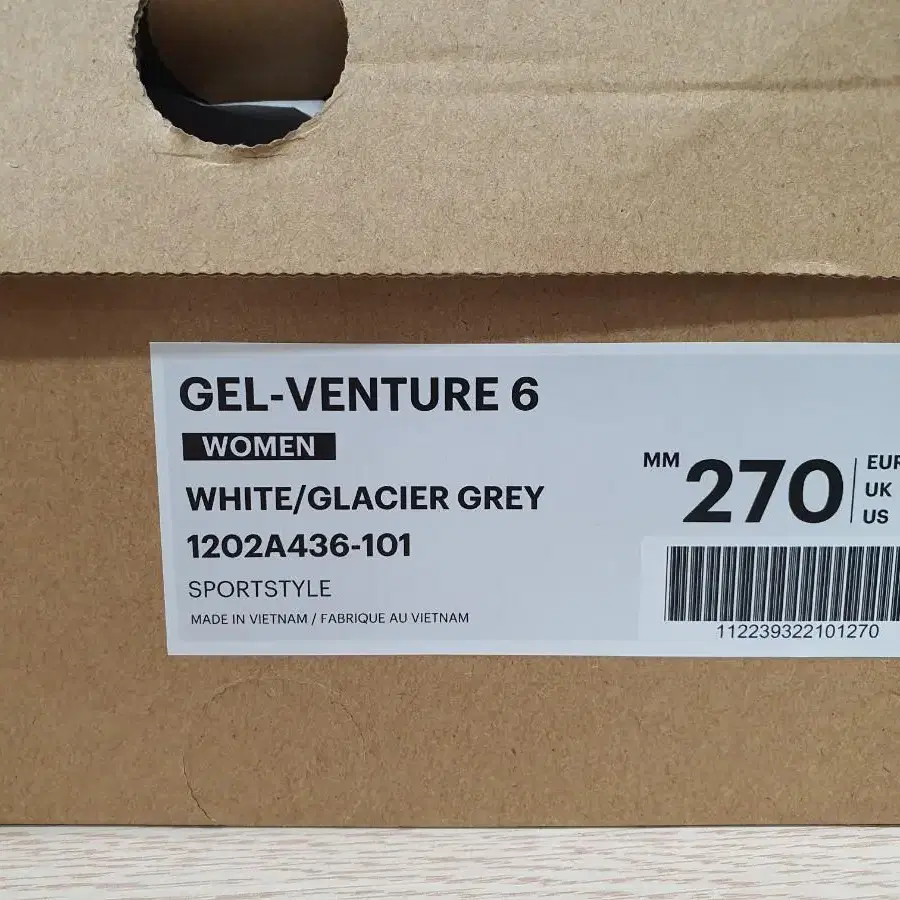 GEL-VENTURE 6
WOMEN
WHITE/GLACIER GREY
1202A436-101
SPORTSTYLE
MADE IN VIETNAM / FABRIQUE AU VIETNAM
MM 270
EUR
UK
US
112239322101270